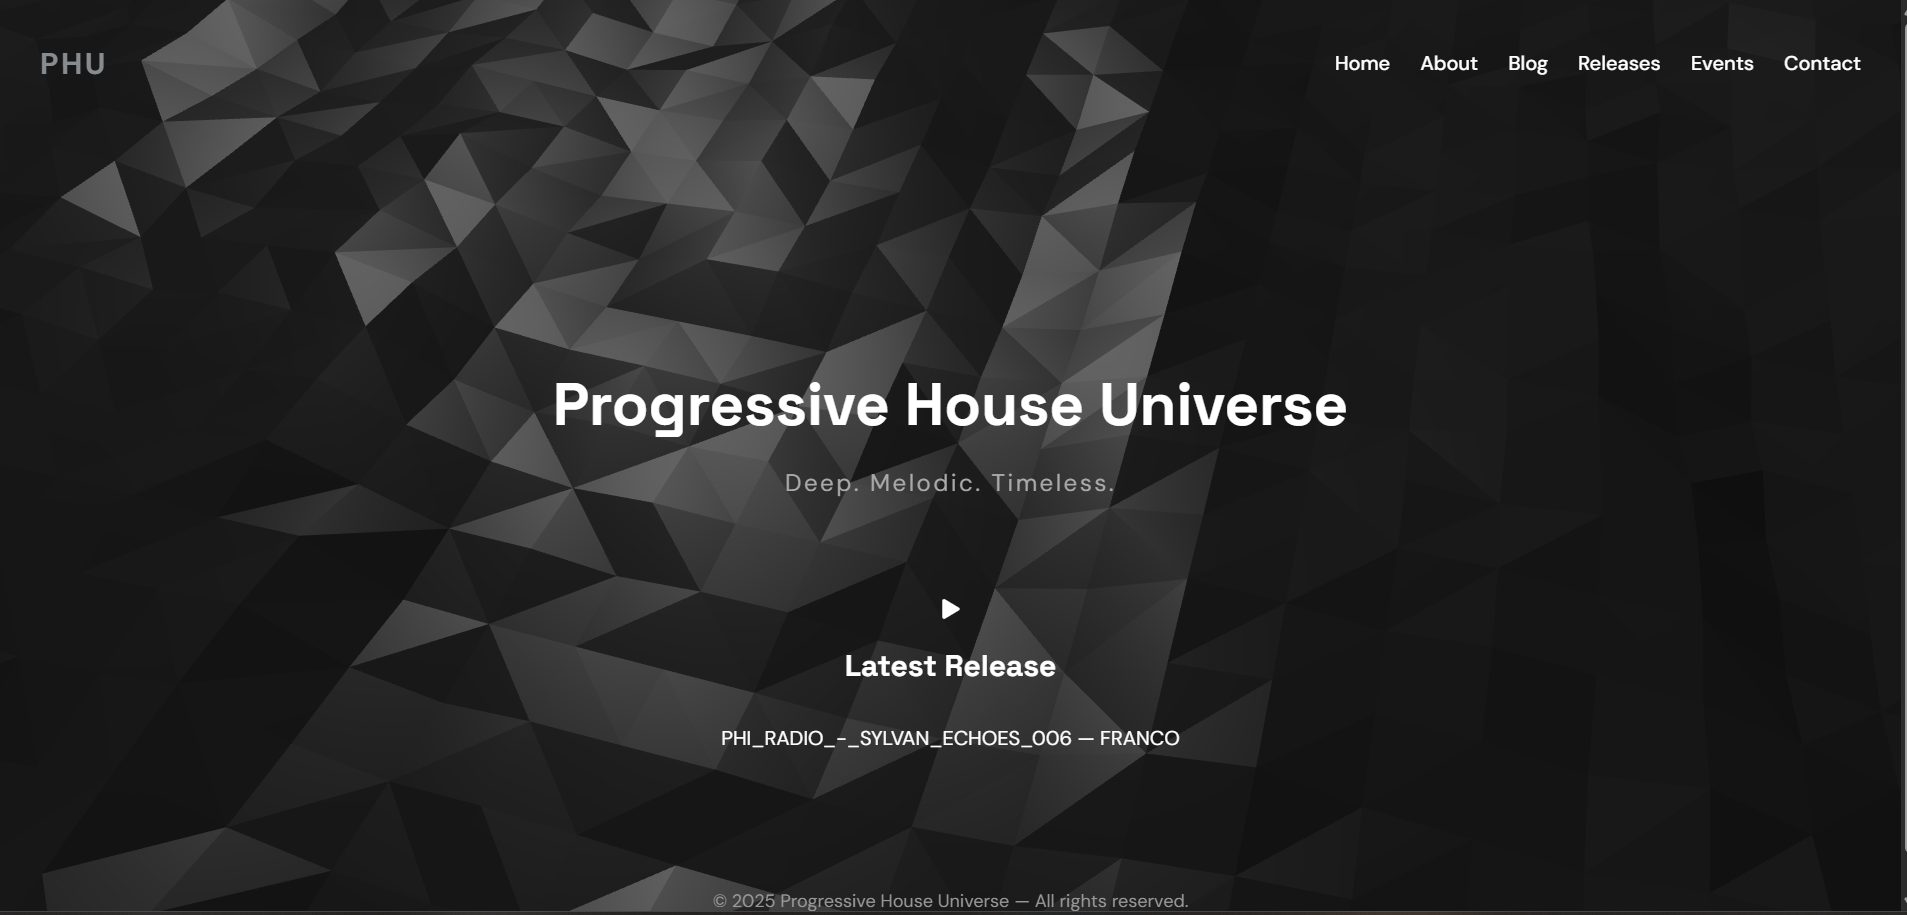 PHU
Home About Blog Releases Events Contact
Progressive House Universe
Deep. Melodic. Timeless.
Latest Release
PHI_RADIO_-_SYLVAN_ECHOES_006 — FRANCO
© 2025 Progressive House Universe — All rights reserved.